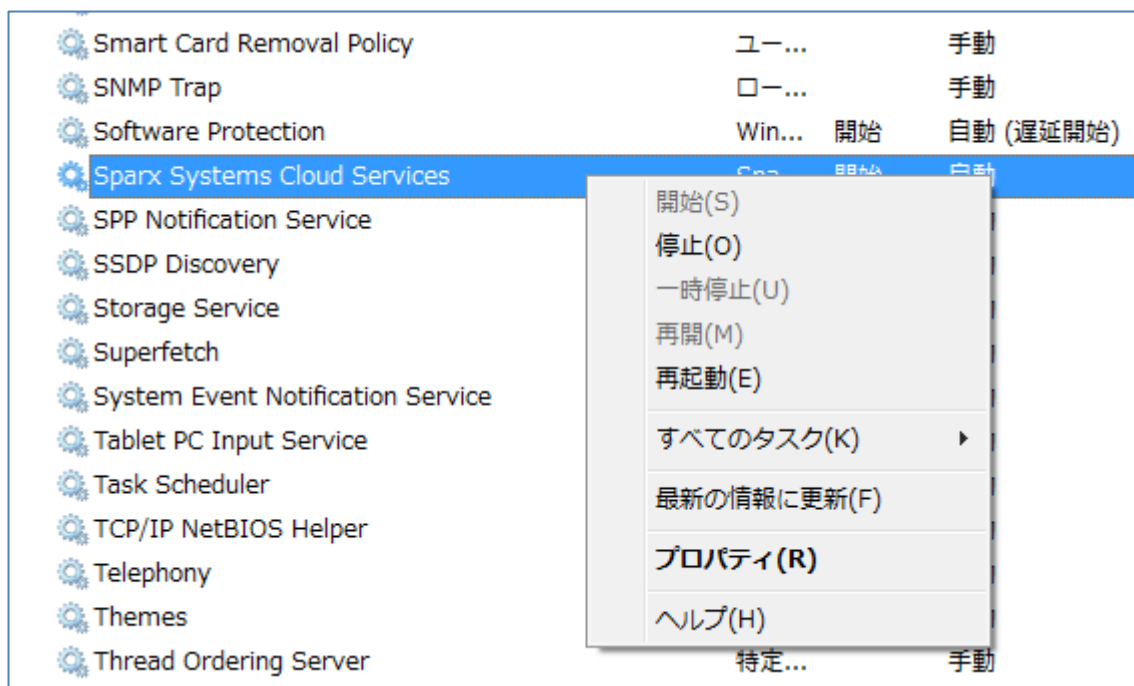 Smart Card Removal Policy ユー... 手動
SNMP Trap ロー... 手動
Software Protection Win... 開始 自動 (遅延開始)
Sparx Systems Cloud Services Spa... 開始 自動
開始(S)
SPP Notification Service
停止(O)
SSDP Discovery
一時停止(U)
Storage Service
再開(M)
Superfetch
再起動(E)
System Event Notification Service
Tablet PC Input Service
すべてのタスク(K)
Task Scheduler
最新の情報に更新(F)
TCP/IP NetBIOS Helper
プロパティ(R)
Telephony
Themes
ヘルプ(H)
Thread Ordering Server 特定... 手動